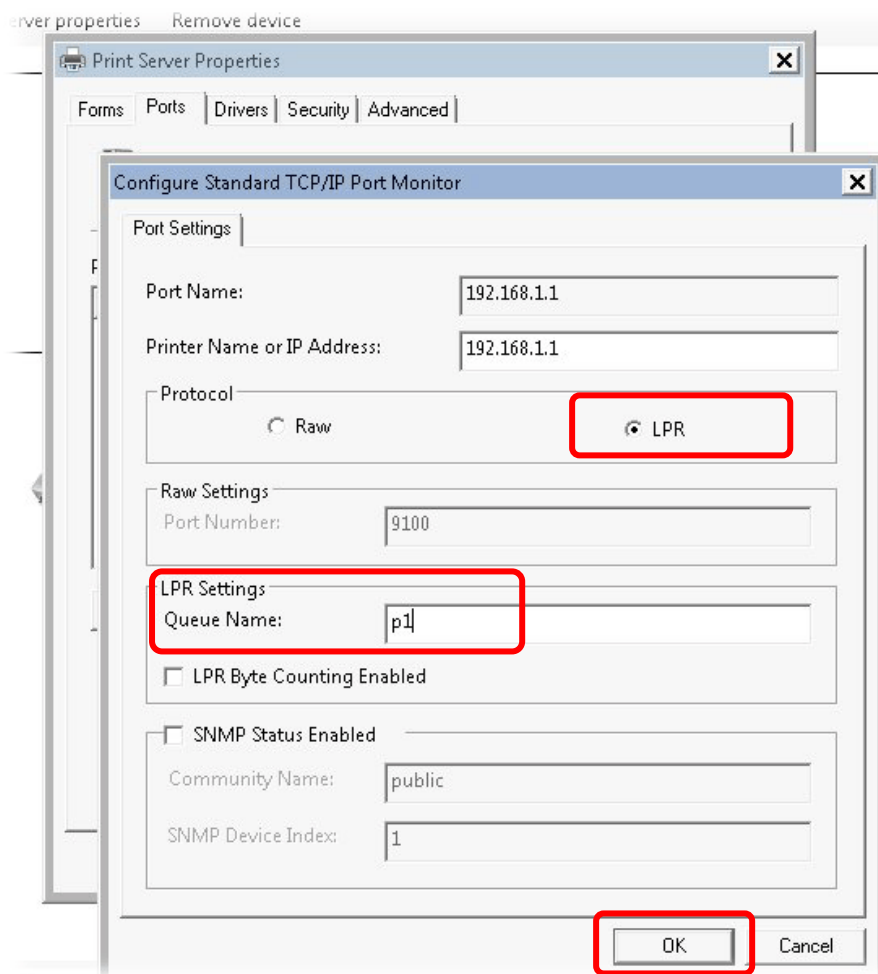 rver properties Remove device
Print Server Properties
Forms Ports Drivers Security Advanced
Configure Standard TCP/IP Port Monitor
Port Settings
Port Name: 192.168.1.1
Printer Name or IP Address: 192.168.1.1
Protocol
Raw LPR
Raw Settings
Port Number: 9100
LPR Settings
Queue Name: p1
LPR Byte Counting Enabled
SNMP Status Enabled
Community Name: public
SNMP Device Index: 1
OK Cancel